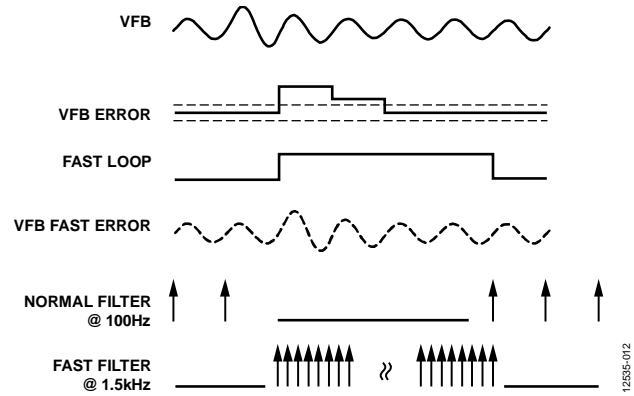 VFB
VFB ERROR
FAST LOOP
VFB FAST ERROR
NORMAL FILTER
@ 100Hz
FAST FILTER
@ 1.5kHz
12535-012